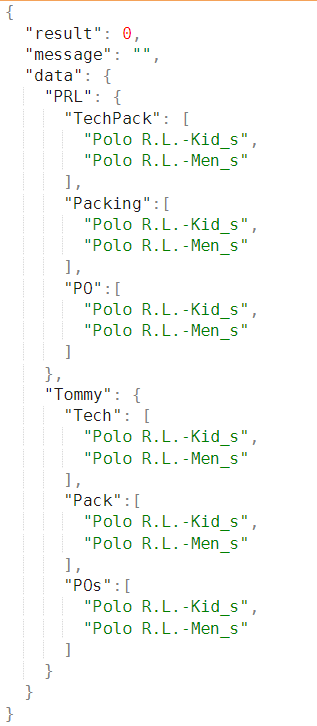 {
  "result": 0,
  "message": "",
  "data": {
    "PRL": {
      "TechPack": [
        "Polo R.L.-Kid_s",
        "Polo R.L.-Men_s"
      ],
      "Packing":[
        "Polo R.L.-Kid_s",
        "Polo R.L.-Men_s"
      ],
      "PO":[
        "Polo R.L.-Kid_s",
        "Polo R.L.-Men_s"
      ]
    },
    "Tommy": {
      "Tech": [
        "Polo R.L.-Kid_s",
        "Polo R.L.-Men_s"
      ],
      "Pack":[
        "Polo R.L.-Kid_s",
        "Polo R.L.-Men_s"
      ],
      "POs":[
        "Polo R.L.-Kid_s",
        "Polo R.L.-Men_s"
      ]
    }
  }
}